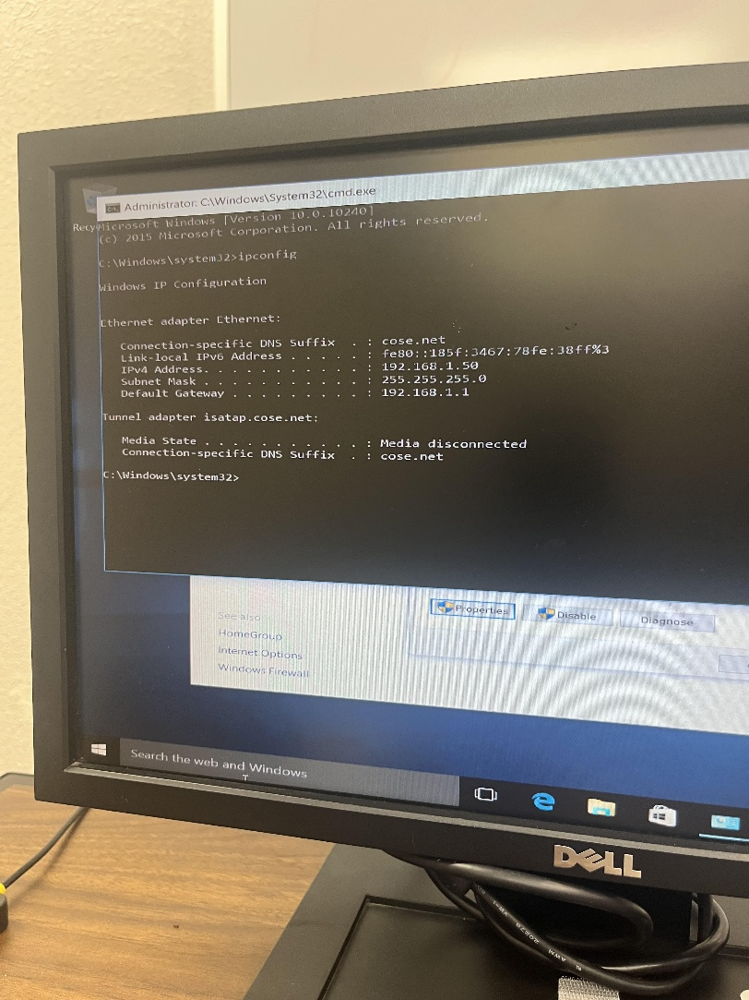 Administrator: C:\Windows\System32\cmd.exe
Recy
Microsoft Windows [Version 10.0.10240]
(c) 2015 Microsoft Corporation. All rights reserved.
C:\Windows\system32>ipconfig
Windows IP Configuration
Ethernet adapter Ethernet:
Connection-specific DNS Suffix . : cose.net
Link-local IPv6 Address . . . . . : fe80::185f:3467:78fe:38ff%3
IPv4 Address. . . . . . . . . . . : 192.168.1.50
Subnet Mask . . . . . . . . . . . : 255.255.255.0
Default Gateway . . . . . . . . . : 192.168.1.1
Tunnel adapter isatap.cose.net:
Media State . . . . . . . . . . . : Media disconnected
Connection-specific DNS Suffix . : cose.net
C:\Windows\system32>
Properties Disable Diagnose
See also
HomeGroup
Internet Options
Windows Firewall
Search the web and Windows
DELL